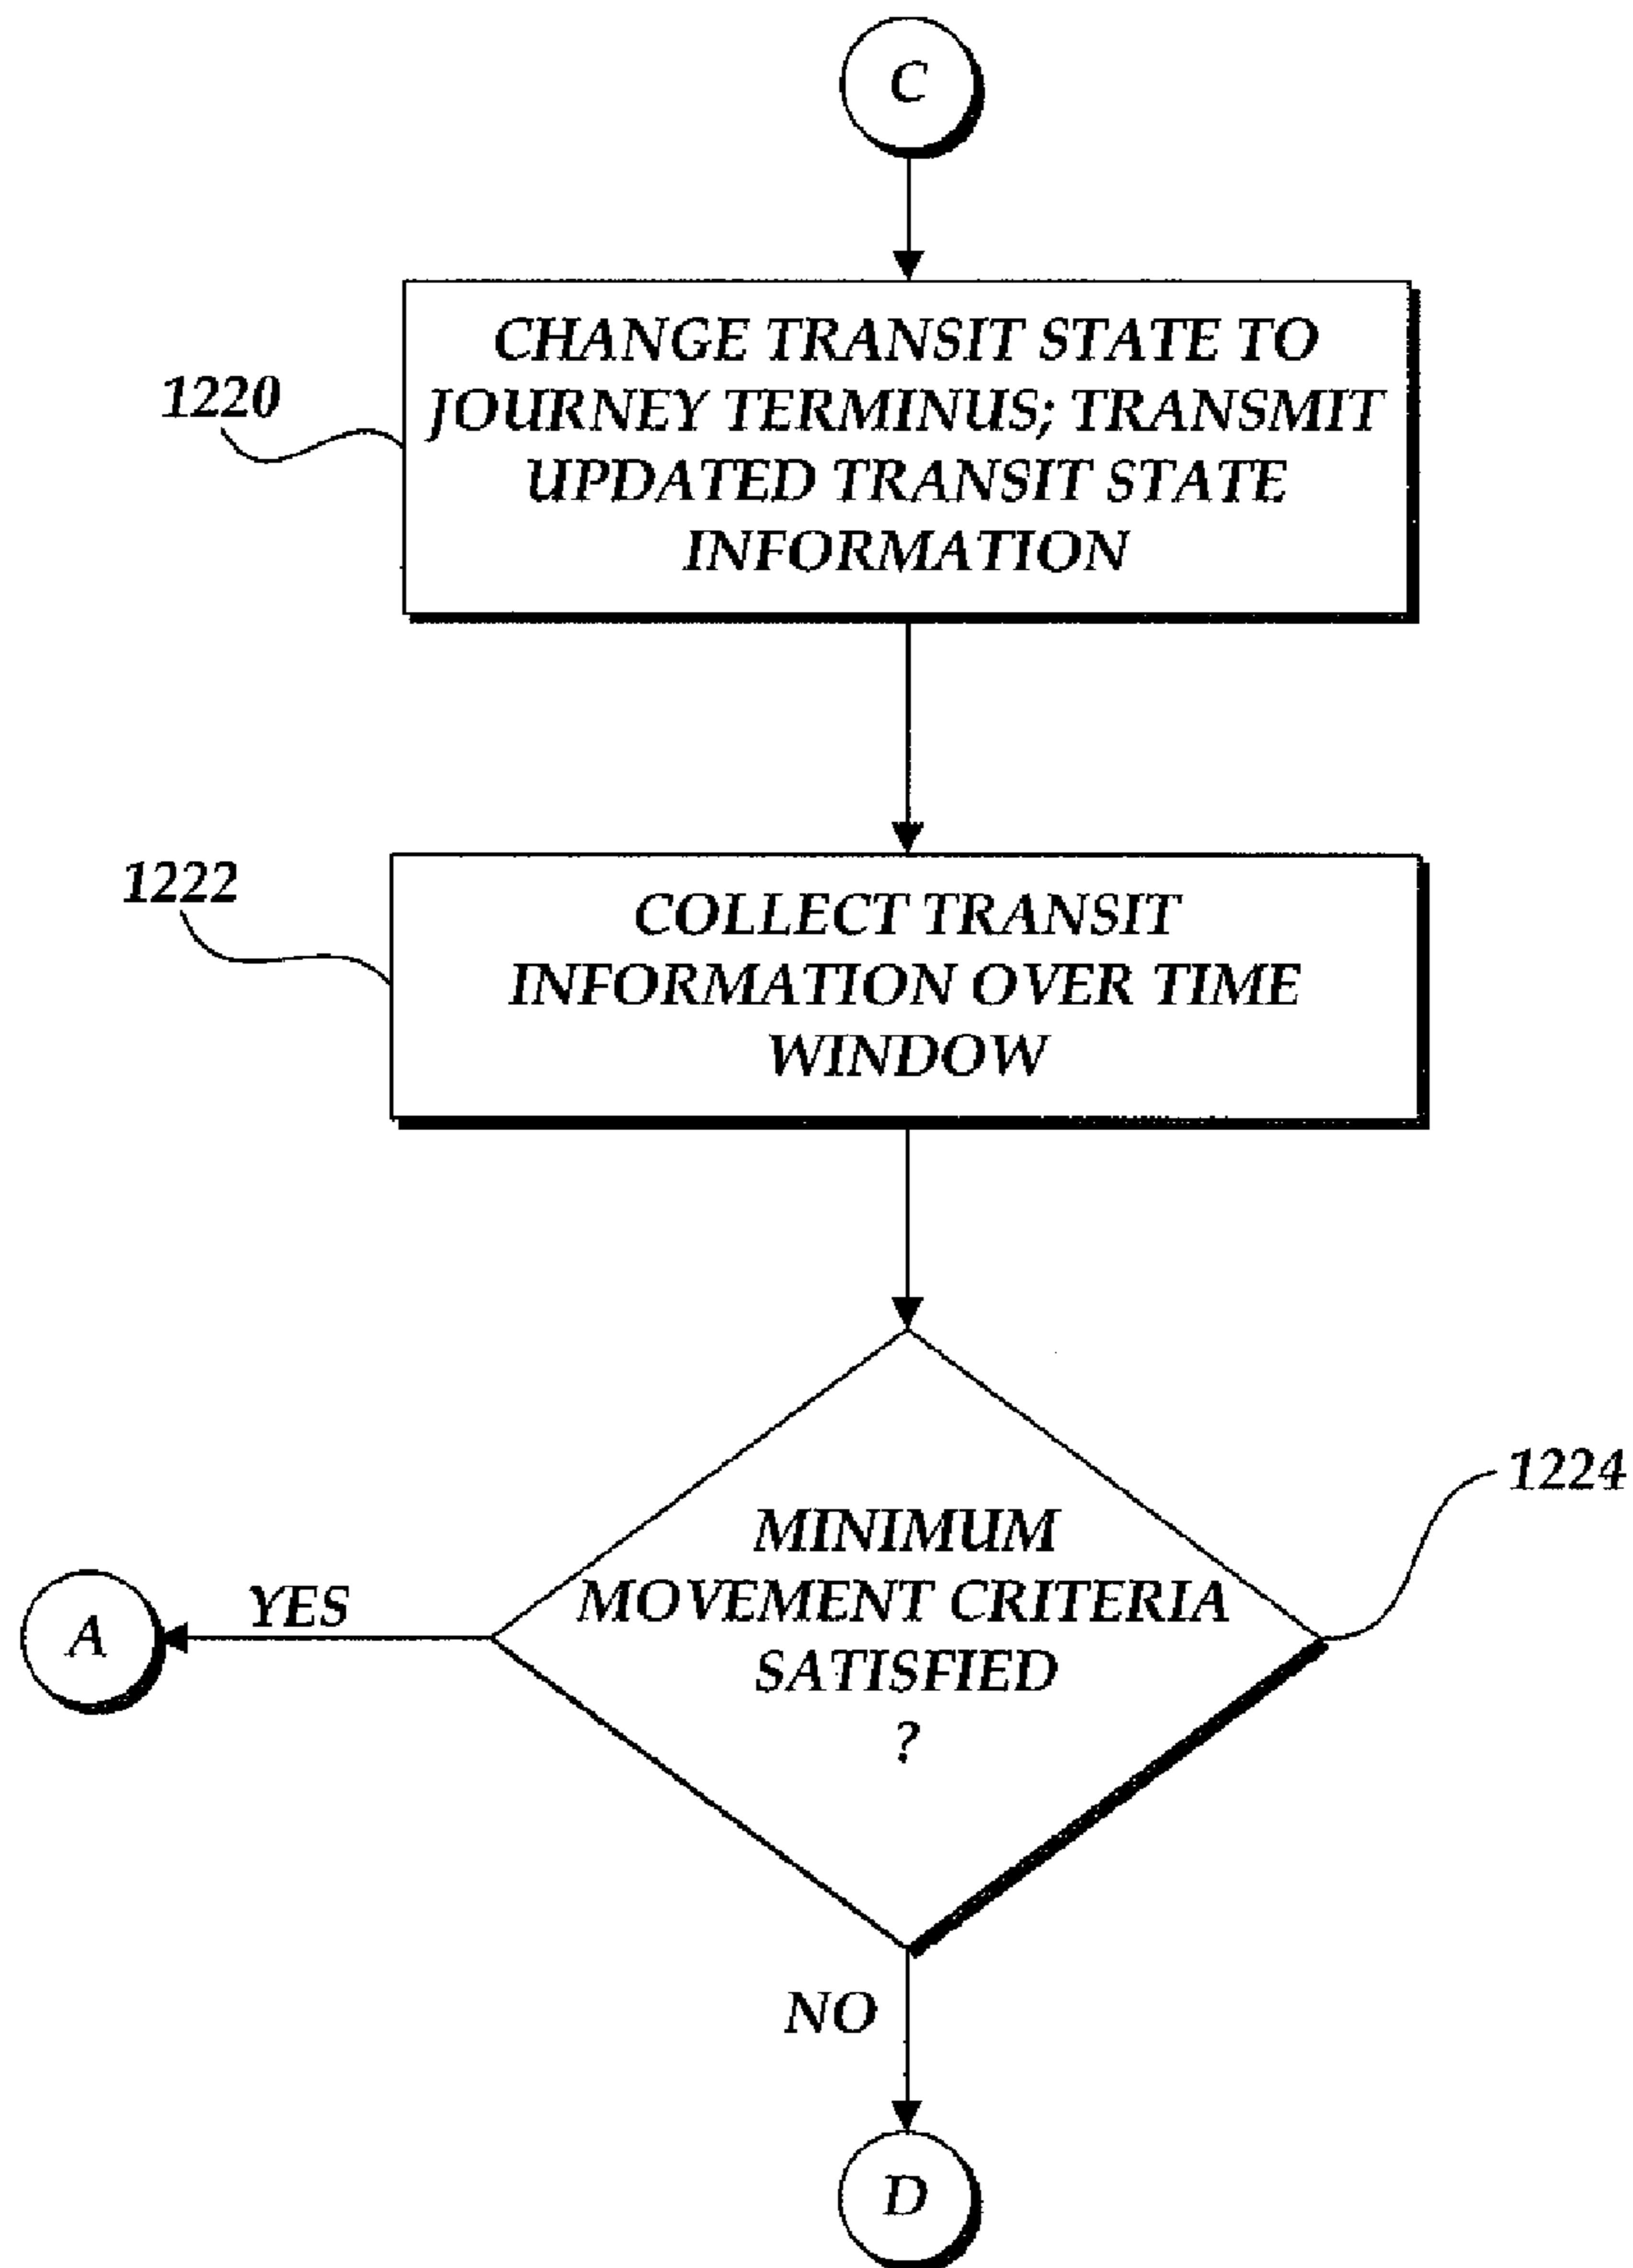 C
1220
CHANGE TRANSIT STATE TO
JOURNEY TERMINUS; TRANSMIT
UPDATED TRANSIT STATE
INFORMATION
1222
COLLECT TRANSIT
INFORMATION OVER TIME
WINDOW
1224
MINIMUM
MOVEMENT CRITERIA
SATISFIED
?
YES
A
NO
D